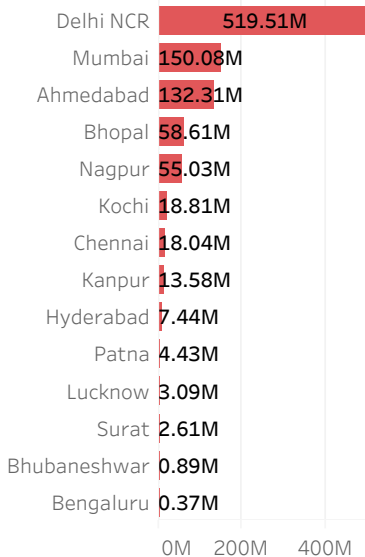 Delhi NCR 519.51M
Mumbai 150.08M
Ahmedabad 132.31M
Bhopal 58.61M
Nagpur 55.03M
Kochi 18.81M
Chennai 18.04M
Kanpur 13.58M
Hyderabad 7.44M
Patna 4.43M
Lucknow 3.09M
Surat 2.61M
Bhubaneshwar 0.89M
Bengaluru 0.37M
0M 200M 400M